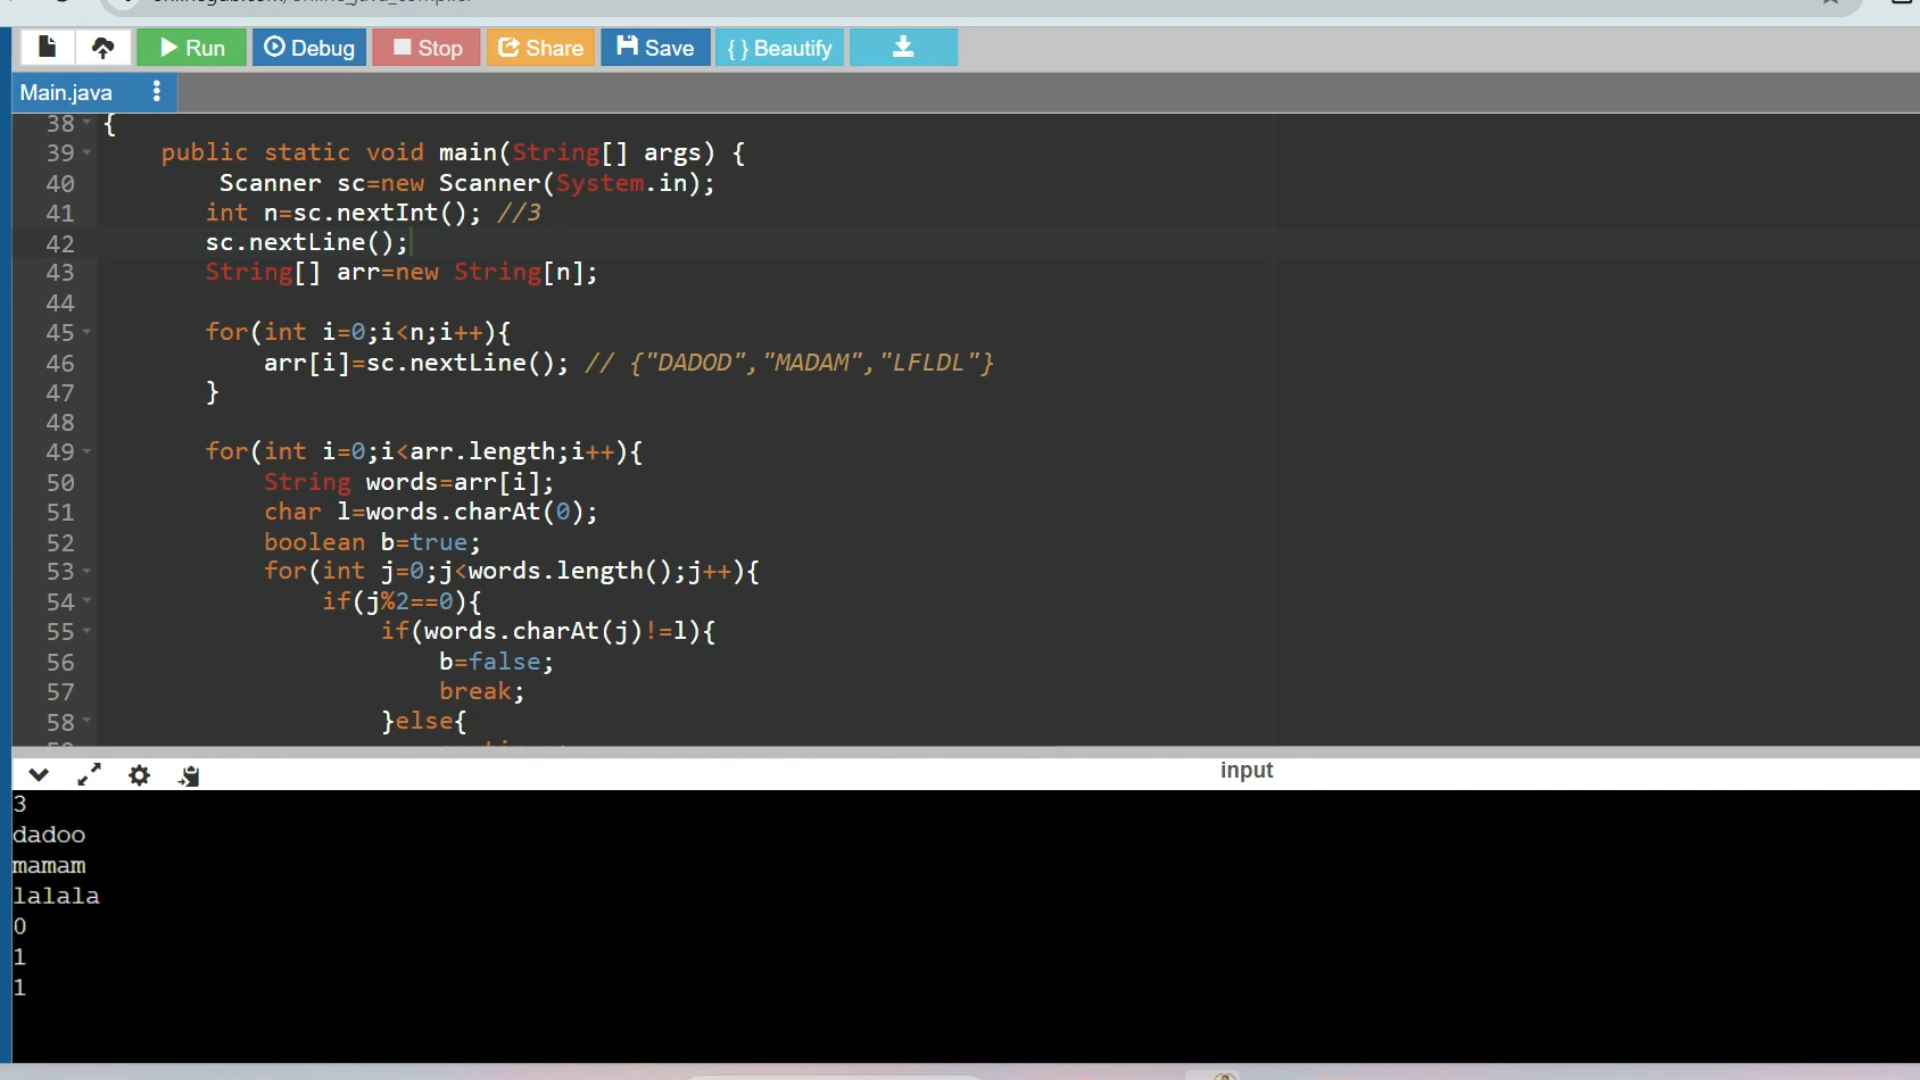 Run Debug Stop Share Save { } Beautify
Main.java
38 {
39 public static void main(String[] args) {
40 Scanner sc=new Scanner(System.in);
41 int n=sc.nextInt(); //3
42 sc.nextLine();
43 String[] arr=new String[n];
44
45 for(int i=0;i<n;i++){
46 arr[i]=sc.nextLine(); // {"DADOD","MADAM","LFLDL"}
47 }
48
49 for(int i=0;i<arr.length;i++){
50 String words=arr[i];
51 char l=words.charAt(0);
52 boolean b=true;
53 for(int j=0;j<words.length();j++){
54 if(j%2==0){
55 if(words.charAt(j)!=l){
56 b=false;
57 break;
58 }else{
input
3
dadoo
mamam
lalala
0
1
1